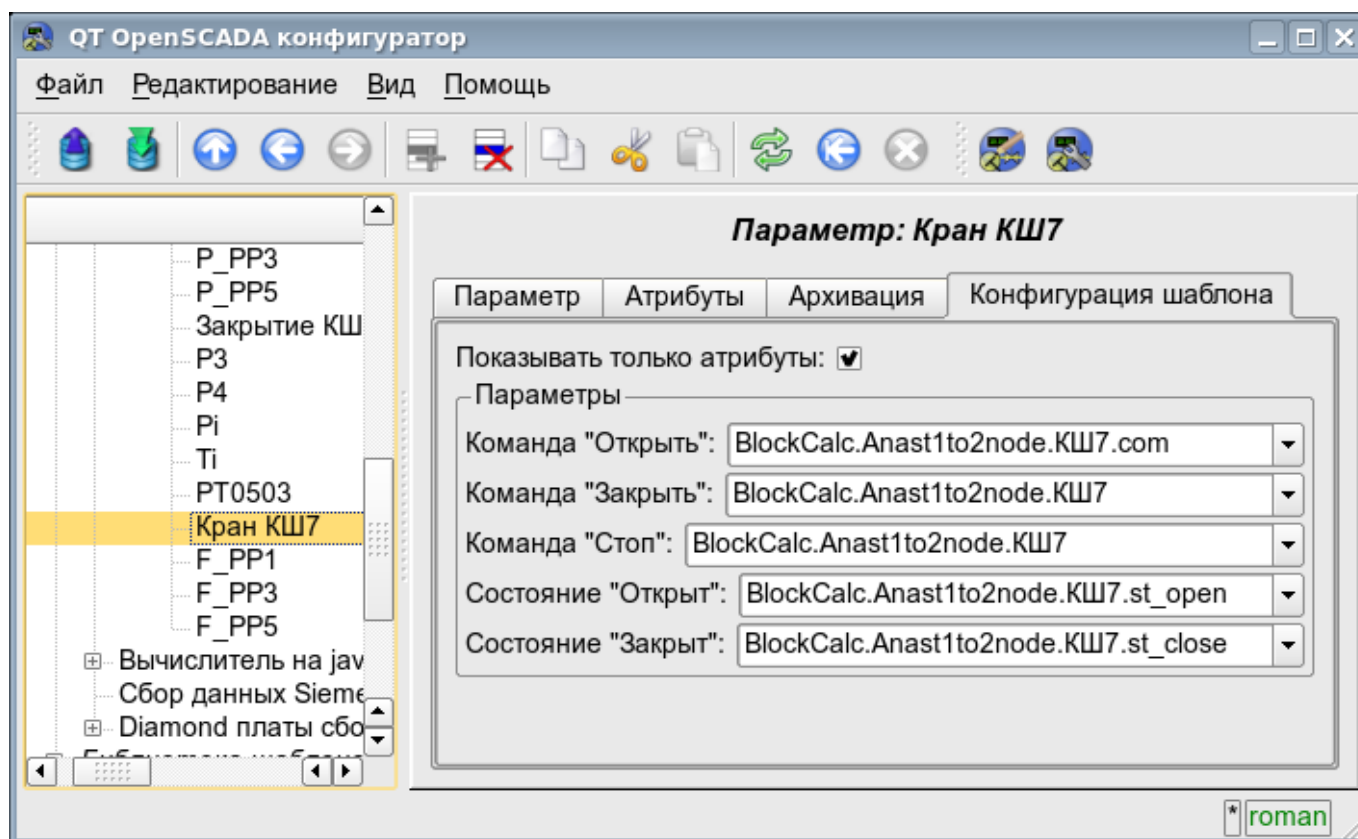 QT OpenSCADA конфигуратор
Файл Редактирование Вид Помощь
P_PP3
P_PP5
Закрытие КШ
P3
P4
Pi
Ti
PT0503
Кран КШ7
F_PP1
F_PP3
F_PP5
Вычислитель на jav
Сбор данных Sieme
Diamond платы сбо
Параметр: Кран КШ7
Параметр Атрибуты Архивация Конфигурация шаблона
Показывать только атрибуты:
Параметры
Команда "Открыть": BlockCalc.Anast1to2node.КШ7.com
Команда "Закрыть": BlockCalc.Anast1to2node.КШ7
Команда "Стоп": BlockCalc.Anast1to2node.КШ7
Состояние "Открыт": BlockCalc.Anast1to2node.КШ7.st_open
Состояние "Закрыт": BlockCalc.Anast1to2node.КШ7.st_close
* roman